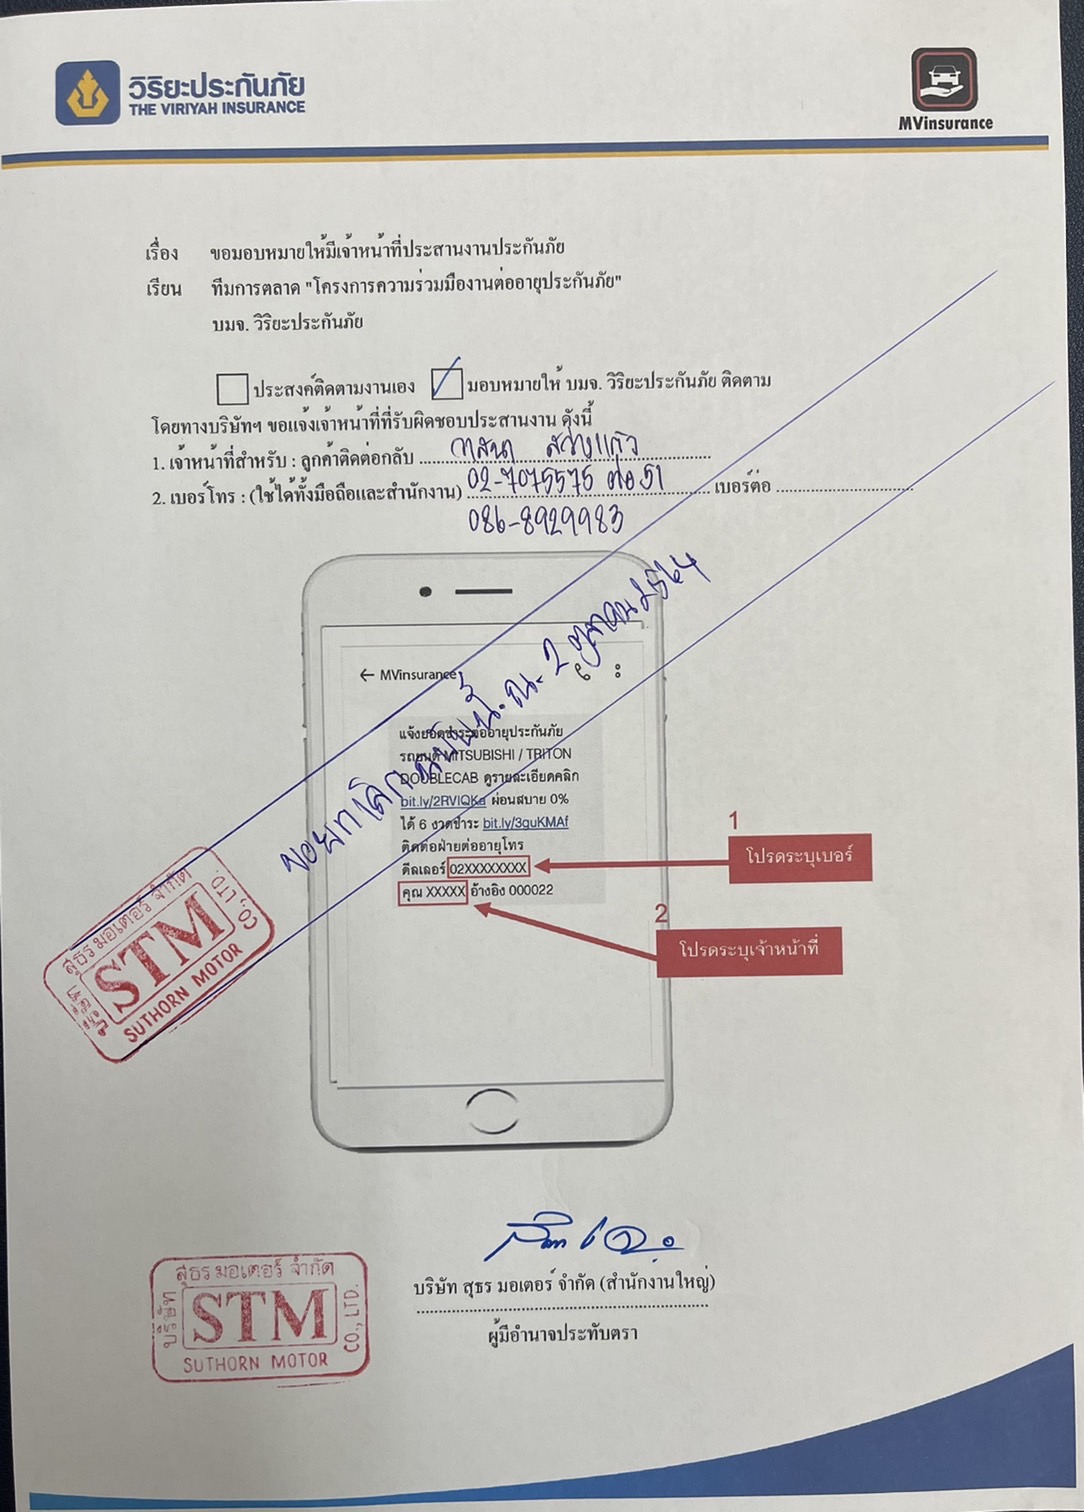 วิริยะประกันภัย
THE VIRIYAH INSURANCE
MVinsurance
เรื่อง ขอมอบหมายให้มีเจ้าหน้าที่ประสานงานประกันภัย
เรียน ทีมการตลาด "โครงการความร่วมมืองานต่ออายุประกันภัย"
บมจ. วิริยะประกันภัย
ประสงค์ติดตามงานเอง มอบหมายให้ บมจ. วิริยะประกันภัย ติดตาม
โดยทางบริษัทฯ ขอแจ้งเจ้าหน้าที่ที่รับผิดชอบประสานงาน ดังนี้
1. เจ้าหน้าที่สำหรับ : ลูกค้าติดต่อกลับ สว่างแก้ว
2. เบอร์โทร : (ใช้ได้ทั้งมือถือและสำนักงาน) 02-7075575 ต่อ 51 เบอร์ต่อ
086-8929983
ขอยกเลิกฉบับนี้ ณ. 2 ตุลาคม 2564
← MVinsurance
แจ้งยอดชำระต่ออายุประกันภัย
รถยนต์ MITSUBISHI / TRITON
DOUBLECAB ดูรายละเอียดคลิก
bit.ly/2RVIQKa ผ่อนสบาย 0%
ได้ 6 งวดชำระ bit.ly/3guKMAf
ติดต่อฝ่ายต่ออายุโทร
ดีลเลอร์ 02XXXXXXXX
คุณ XXXXX อ้างอิง 000022
1
โปรดระบุเบอร์
2
โปรดระบุเจ้าหน้าที่
บริษัท สุธร มอเตอร์ จำกัด
STM
CO.,LTD.
SUTHORN MOTOR
บริษัท สุธร มอเตอร์ จำกัด (สำนักงานใหญ่)
ผู้มีอำนาจประทับตรา
บริษัท สุธร มอเตอร์ จำกัด
STM
CO.,LTD.
SUTHORN MOTOR